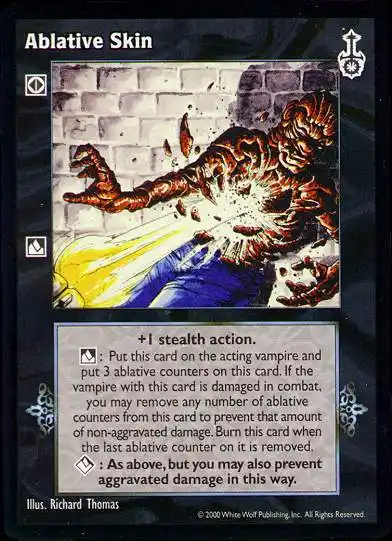 Ablative Skin
+1 stealth action.
: Put this card on the acting vampire and
put 3 ablative counters on this card. If the
vampire with this card is damaged in combat,
you may remove any number of ablative
counters from this card to prevent that amount
of non-aggravated damage. Burn this card when
the last ablative counter on it is removed.
: As above, but you may also prevent
aggravated damage in this way.
Illus. Richard Thomas
© 2000 White Wolf Publishing, Inc. All Rights Reserved.